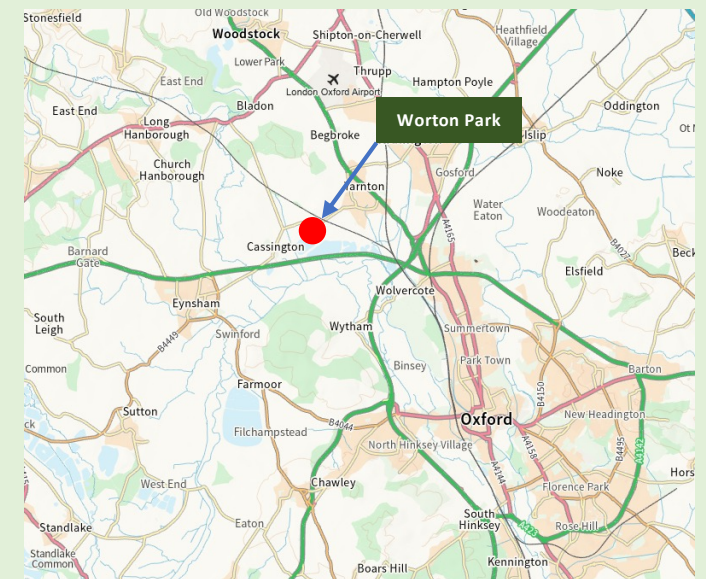 Stonesfield
Old Woodstock
Woodstock
Shipton-on-Cherwell
Heathfield
Village
Lower Park
Thrupp
East End
London Oxford Airport
Hampton Poyle
East End
Bladon
Oddington
Long
Hanborough
Begbroke
Worton Park
Islip
Church
Hanborough
Gosford
Noke
Yarnton
Water
Eaton
Woodeaton
A4165
B4027
Cassington
Barnard
Gate
Elsfield
Wolvercote
Eynsham
South
Leigh
Wytham
Summertown
Swinford
B4449
Binsey
Park Town
Common
Barton
Farmoor
B4150
Sutton
Oxford
New Headington
Filchampstead
B4044
North Hinksey Village
A4158
B4495
A4142
A4144
West End
Chawley
Florence Park
South
Hinksey
A423
Rose Hill
Standlake
Eaton
Standlake
Common
Boars Hill
Kennington